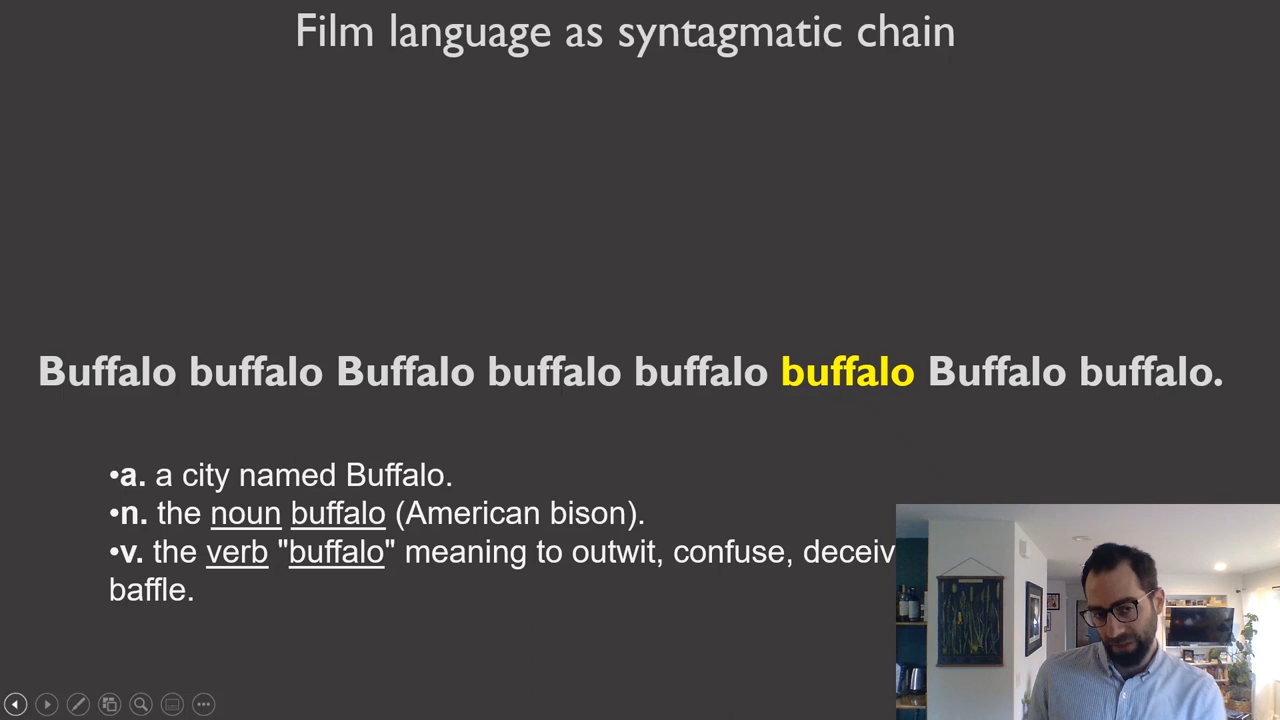 Film language as syntagmatic chain
Buffalo buffalo Buffalo buffalo buffalo buffalo Buffalo buffalo.
•a. a city named Buffalo.
•n. the noun buffalo (American bison).
•v. the verb "buffalo" meaning to outwit, confuse, deceiv
baffle.